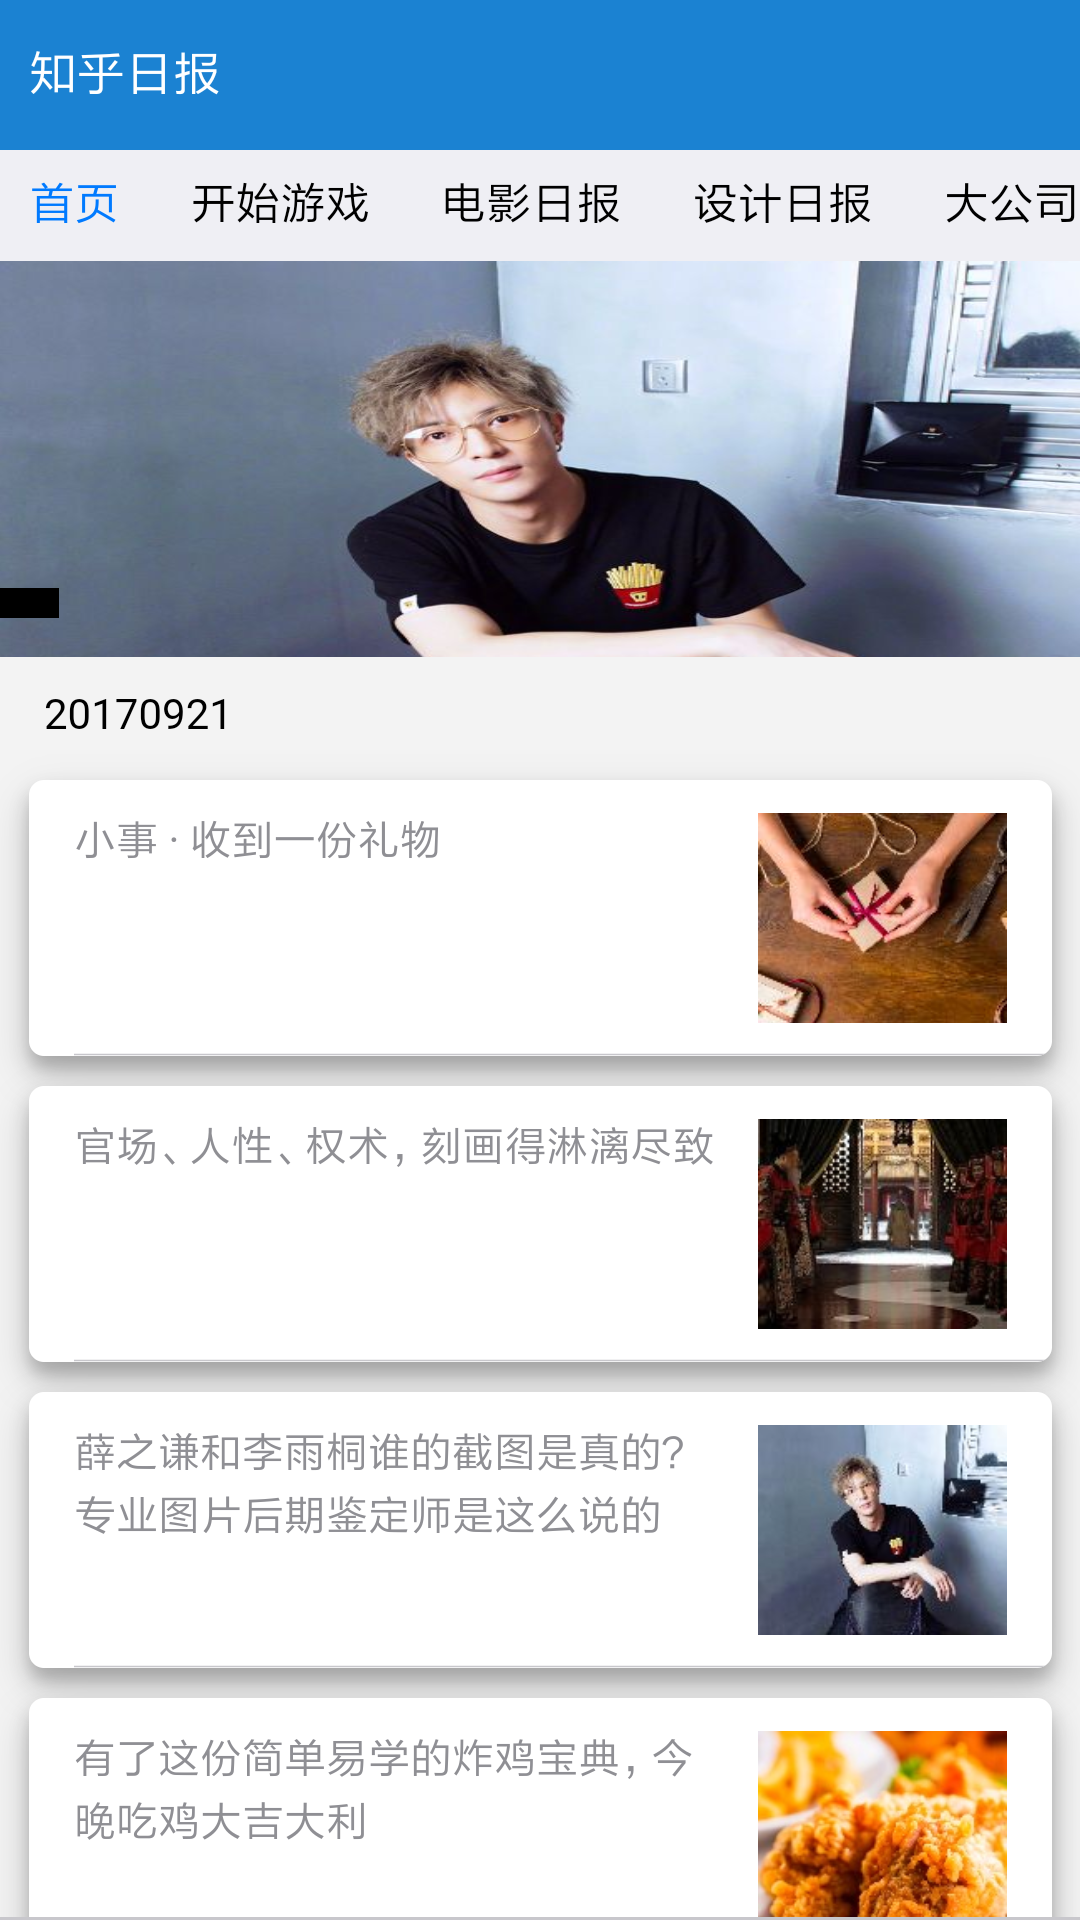 知乎日报
首页 开始游戏 电影日报 设计日报 大公司
20170921
小事 · 收到一份礼物
官场、人性、权术，刻画得淋漓尽致
薛之谦和李雨桐谁的截图是真的？
专业图片后期鉴定师是这么说的
有了这份简单易学的炸鸡宝典，今
晚吃鸡大吉大利